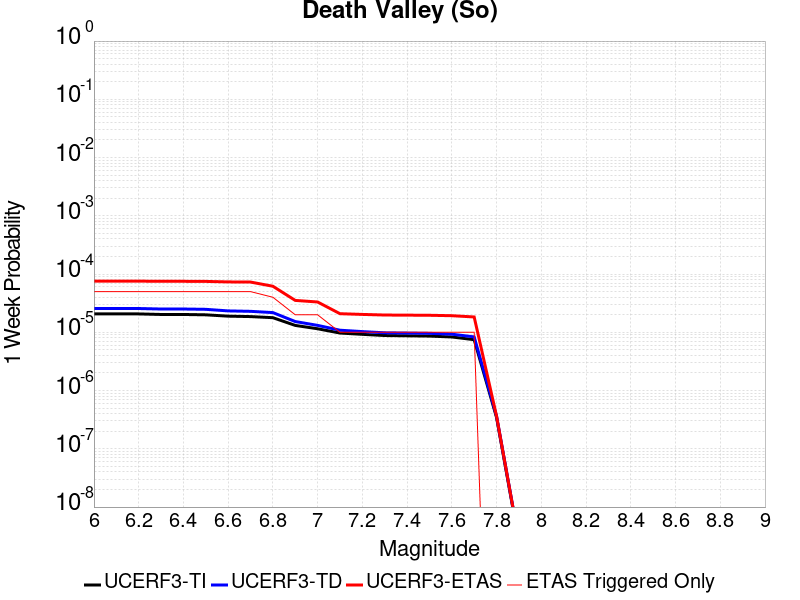 Death Valley (So)
1 Week Probability
10^0
10^-1
10^-2
10^-3
10^-4
10^-5
10^-6
10^-7
10^-8
6 6.2 6.4 6.6 6.8 7 7.2 7.4 7.6 7.8 8 8.2 8.4 8.6 8.8 9
Magnitude
UCERF3-TI UCERF3-TD UCERF3-ETAS ETAS Triggered Only